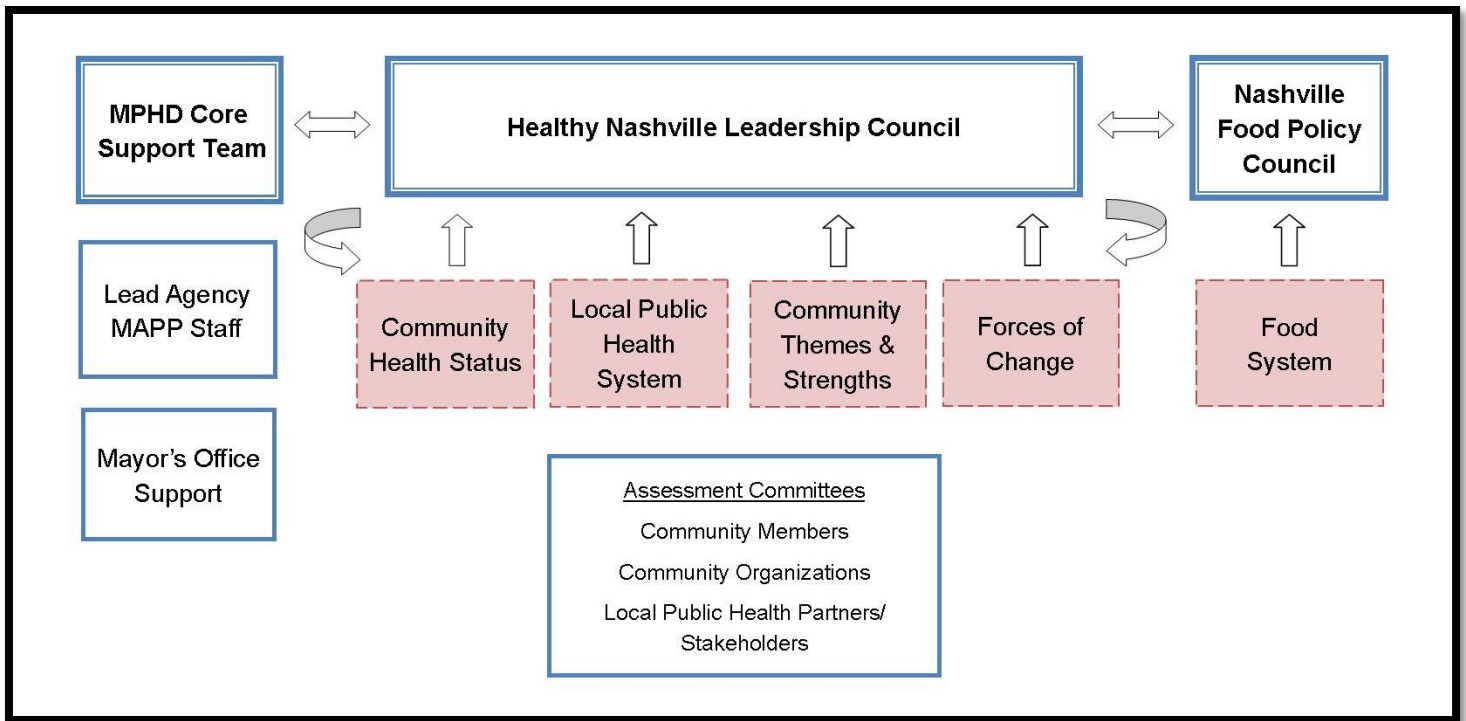 MPHD Core
Support Team
Healthy Nashville Leadership Council
Nashville
Food Policy
Council
Lead Agency
MAPP Staff
Community
Health Status
Local Public
Health
System
Community
Themes &
Strengths
Forces of
Change
Food
System
Mayor’s Office
Support
Assessment Committees
Community Members
Community Organizations
Local Public Health Partners/
Stakeholders